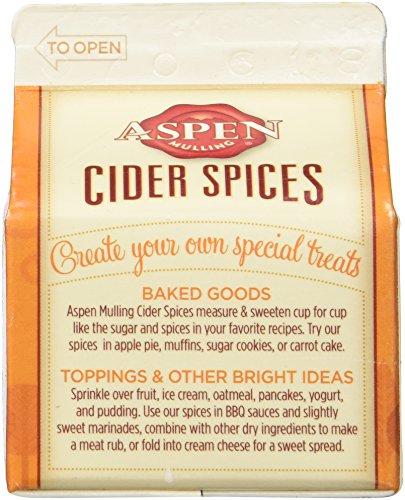 TO OPEN
ASPEN
MULLING ®
CIDER SPICES
Create your own special treats
BAKED GOODS
Aspen Mulling Cider Spices measure & sweeten cup for cup
like the sugar and spices in your favorite recipes. Try our
spices in apple pie, muffins, sugar cookies, or carrot cake.
TOPPINGS & OTHER BRIGHT IDEAS
Sprinkle over fruit, ice cream, oatmeal, pancakes, yogurt,
and pudding. Use our spices in BBQ sauces and slightly
sweet marinades, combine with other dry ingredients to make
a meat rub, or fold into cream cheese for a sweet spread.